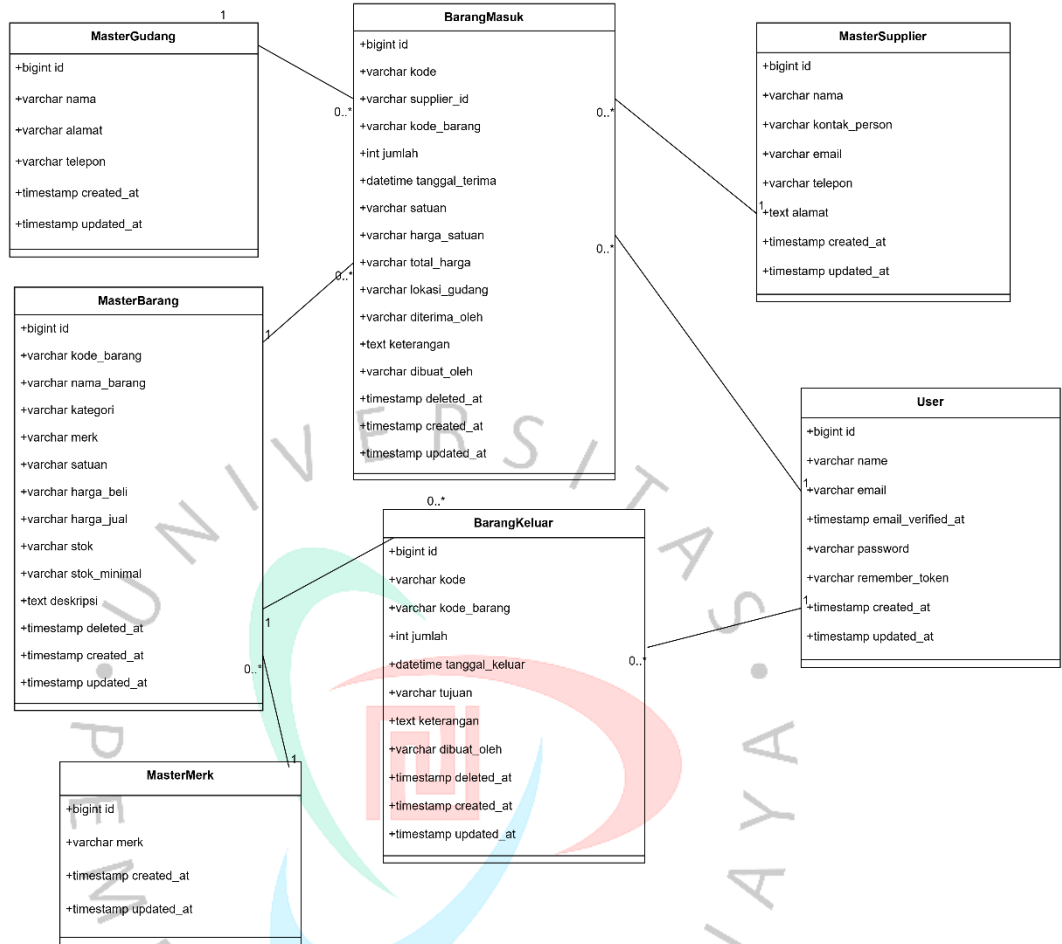 1
MasterGudang
+bigint id
+varchar nama
+varchar alamat
+varchar telepon
+timestamp created_at
+timestamp updated_at
BarangMasuk
+bigint id
+varchar kode
+varchar supplier_id
+varchar kode_barang
+int jumlah
+datetime tanggal_terima
+varchar satuan
+varchar harga_satuan
+varchar total_harga
+varchar lokasi_gudang
+varchar diterima_oleh
+text keterangan
+varchar dibuat_oleh
+timestamp deleted_at
+timestamp created_at
+timestamp updated_at
0..*
0..*
0..*
0..*
MasterSupplier
+bigint id
+varchar nama
+varchar kontak_person
+varchar email
+varchar telepon
1
+text alamat
+timestamp created_at
+timestamp updated_at
MasterBarang
+bigint id
+varchar kode_barang
+varchar nama_barang
+varchar kategori
+varchar merk
+varchar satuan
+varchar harga_beli
+varchar harga_jual
+varchar stok
+varchar stok_minimal
+text deskripsi
+timestamp deleted_at
+timestamp created_at
+timestamp updated_at
1
1
0..*
User
+bigint id
+varchar name
1
+varchar email
+timestamp email_verified_at
+varchar password
+varchar remember_token
1
+timestamp created_at
+timestamp updated_at
0..*
BarangKeluar
+bigint id
+varchar kode
+varchar kode_barang
+int jumlah
+datetime tanggal_keluar
+varchar tujuan
+text keterangan
+varchar dibuat_oleh
+timestamp deleted_at
+timestamp created_at
+timestamp updated_at
0..*
1
MasterMerk
+bigint id
+varchar merk
+timestamp created_at
+timestamp updated_at
UNIVERSITAS
PEM
AYA